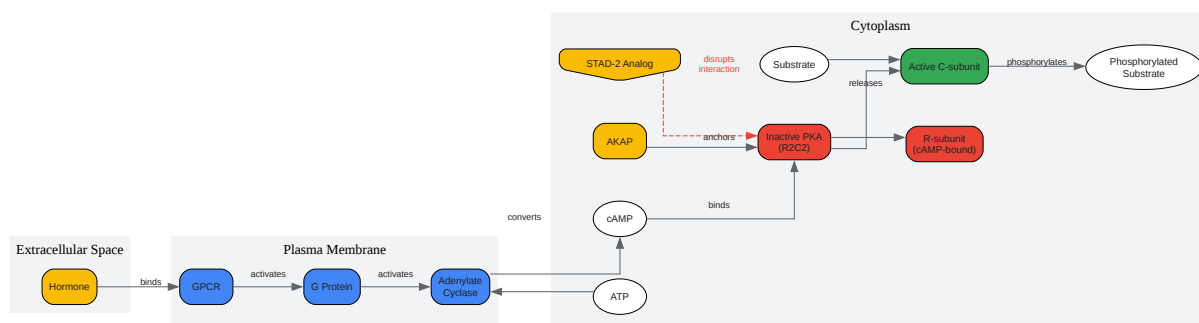 Cytoplasm
STAD-2 Analog
disrupts
interaction
Substrate
Active C-subunit
phosphorylates
Phosphorylated
Substrate
releases
AKAP
anchors
Inactive PKA
(R2C2)
R-subunit
(cAMP-bound)
converts
cAMP
binds
Extracellular Space
Plasma Membrane
Hormone
binds
GPCR
activates
G Protein
activates
Adenylate
Cyclase
ATP